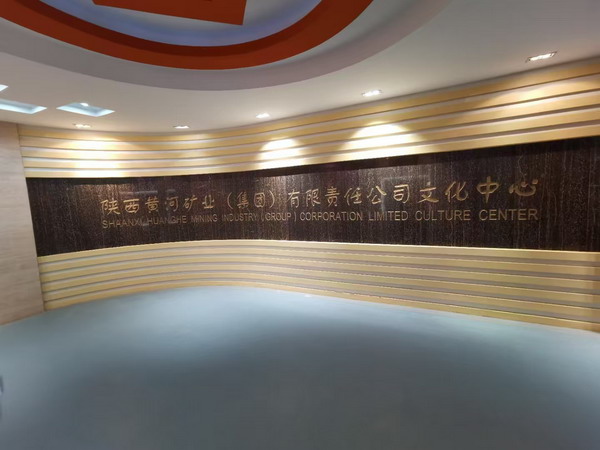 陕西黄河矿业（集团）有限责任公司文化中心
SHAANXI HUANGHE MINING INDUSTRY (GROUP) CORPORATION LIMITED CULTURE CENTER